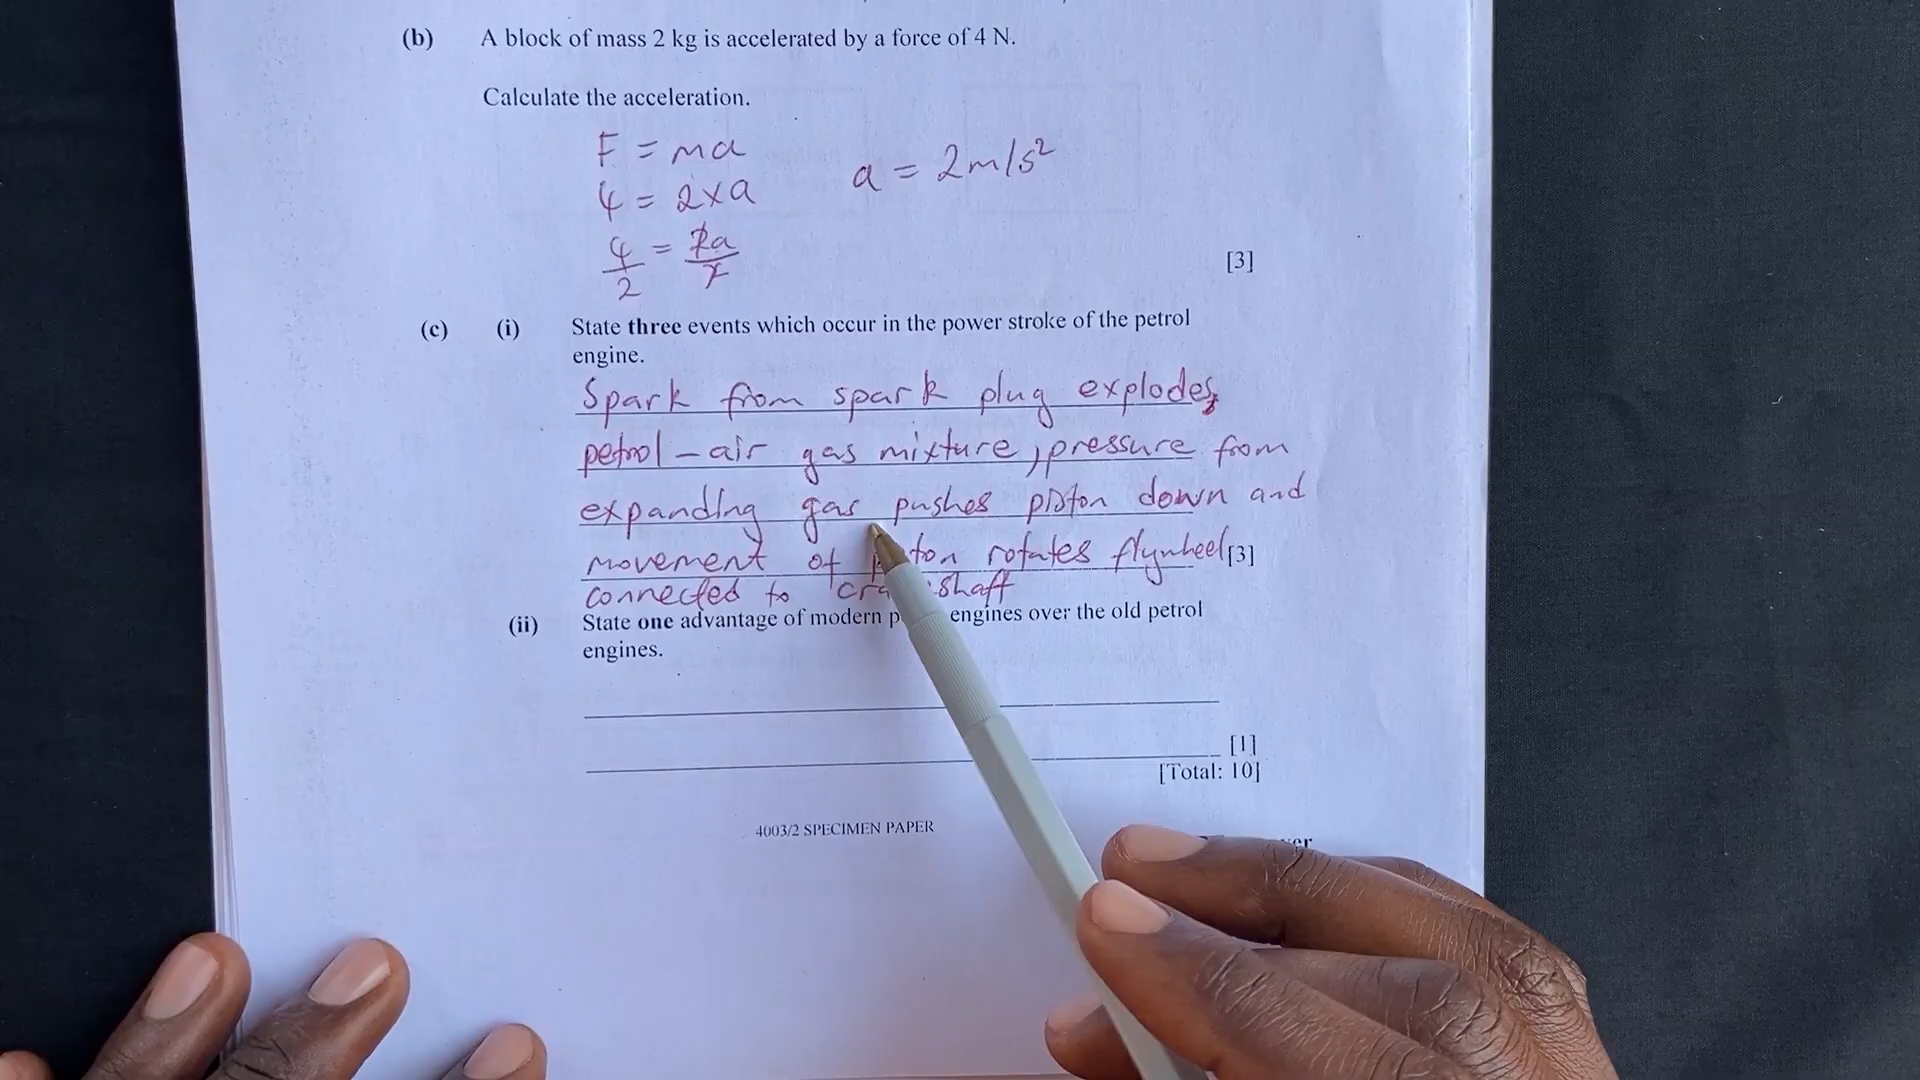 (b) A block of mass 2 kg is accelerated by a force of 4 N.
Calculate the acceleration.
F = ma
a = 2m/s²
4 = 2×a
4/2 = 2a/2
[3]
(c) (i) State three events which occur in the power stroke of the petrol
engine.
Spark from spark plug explodes
petrol-air gas mixture, pressure from
expanding gas pushes piston down and
movement of rotates flywheel [3]
connected to
(ii) State one advantage of modern engines over the old petrol
engines.
[1]
[Total: 10]
4003/2 SPECIMEN PAPER